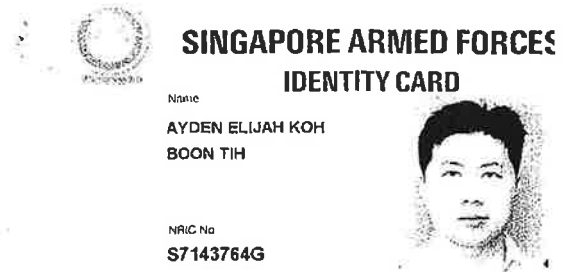 SINGAPORE ARMED FORCES
IDENTITY CARD
Name
AYDEN ELIJAH KOH
BOON TIH
NRIC No
S7143764G